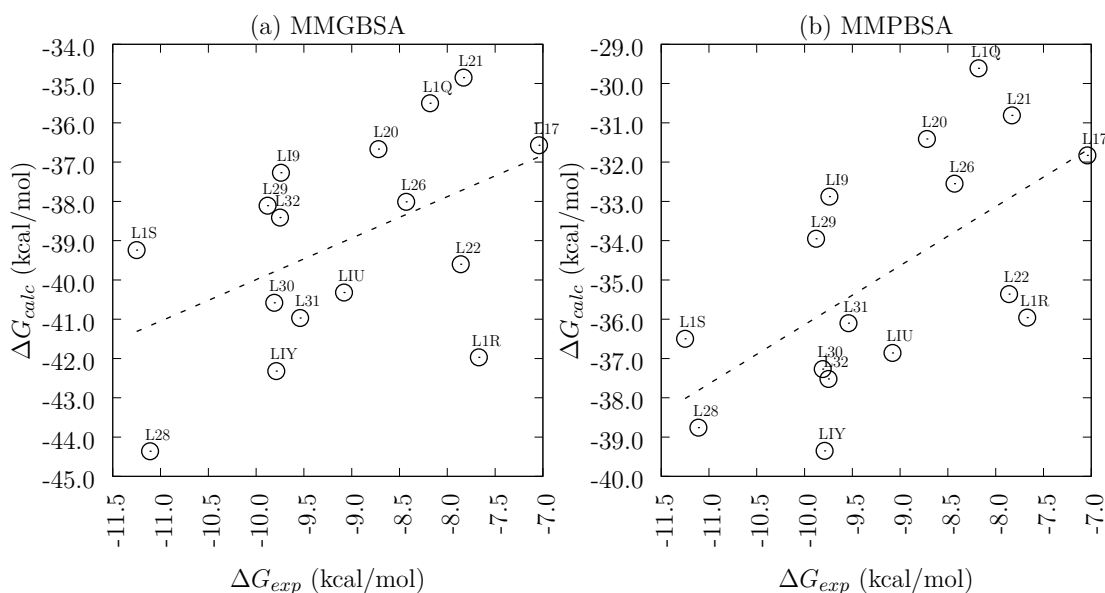 (a) MMGBSA
ΔG_calc (kcal/mol)
-34.0
-35.0
-36.0
-37.0
-38.0
-39.0
-40.0
-41.0
-42.0
-43.0
-44.0
-45.0
L21
L1Q
L20
L17
LI9
L29
L32
L26
L1S
L22
L30
L31
LIU
LIY
L1R
L28
-11.5
-11.0
-10.5
-10.0
-9.5
-9.0
-8.5
-8.0
-7.5
-7.0
ΔG_exp (kcal/mol)
(b) MMPBSA
ΔG_calc (kcal/mol)
-29.0
-30.0
-31.0
-32.0
-33.0
-34.0
-35.0
-36.0
-37.0
-38.0
-39.0
-40.0
L1Q
L21
L20
L17
L26
LI9
L29
L22
L1R
L31
L1S
LIU
L30
L32
L28
LIY
-11.5
-11.0
-10.5
-10.0
-9.5
-9.0
-8.5
-8.0
-7.5
-7.0
ΔG_exp (kcal/mol)